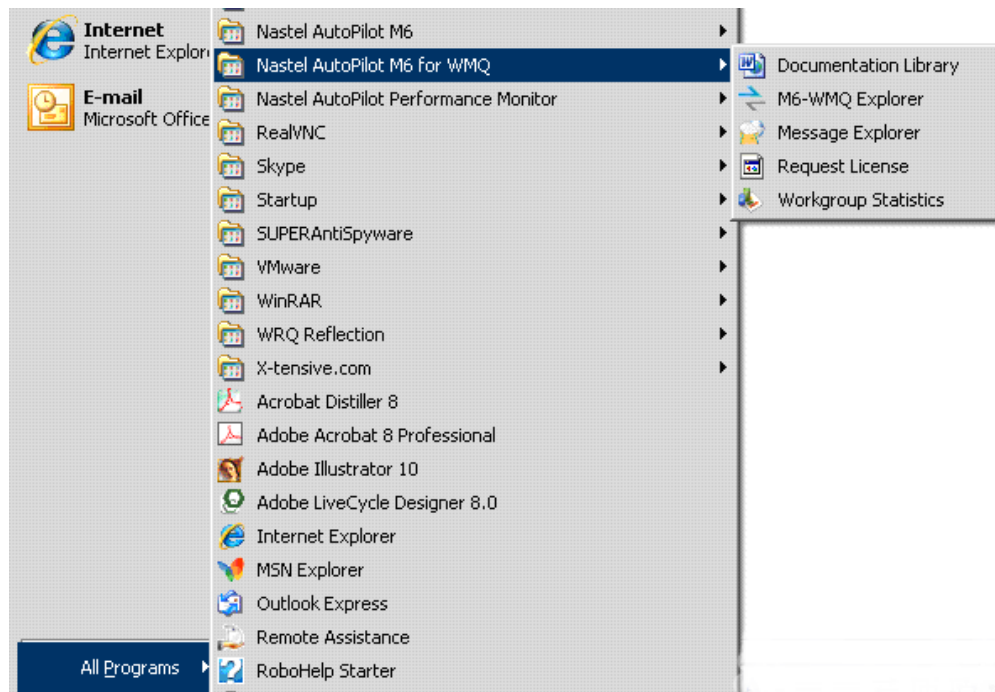 Internet
Internet Explor
E-mail
Microsoft Office
All Programs
Nastel AutoPilot M6
Nastel AutoPilot M6 for WMQ
Nastel AutoPilot Performance Monitor
RealVNC
Skype
Startup
SUPERAntiSpyware
VMware
WinRAR
WRQ Reflection
X-tensive.com
Acrobat Distiller 8
Adobe Acrobat 8 Professional
Adobe Illustrator 10
Adobe LiveCycle Designer 8.0
Internet Explorer
MSN Explorer
Outlook Express
Remote Assistance
RoboHelp Starter
Documentation Library
M6-WMQ Explorer
Message Explorer
Request License
Workgroup Statistics